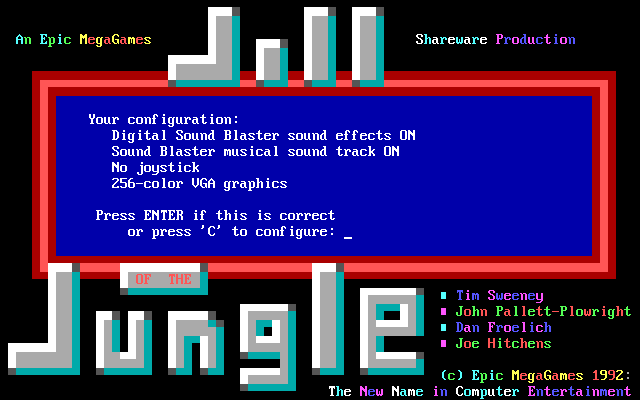 An Epic MegaGames
Jill
Shareware Production
Your configuration:
Digital Sound Blaster sound effects ON
Sound Blaster musical sound track ON
No joystick
256-color VGA graphics
Press ENTER if this is correct
or press 'C' to configure: _
OF THE
Jungle
Tim Sweeney
John Pallett-Plowright
Dan Froelich
Joe Hitchens
(c) Epic MegaGames 1992:
The New Name in Computer Entertainment